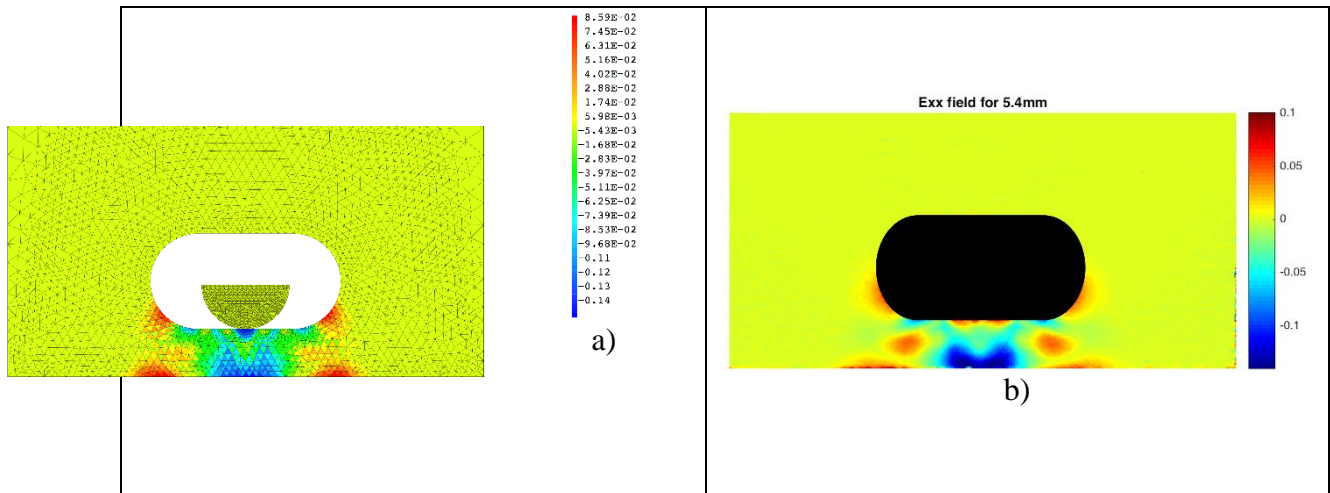 8.59E-02
7.45E-02
6.31E-02
5.16E-02
4.02E-02
2.88E-02
1.74E-02
5.98E-03
-5.43E-03
-1.68E-02
-2.83E-02
-3.97E-02
-5.11E-02
-6.25E-02
-7.39E-02
-8.53E-02
-9.68E-02
-0.11
-0.12
-0.13
-0.14
a)
Exx field for 5.4mm
0.1
0.05
0
-0.05
-0.1
b)